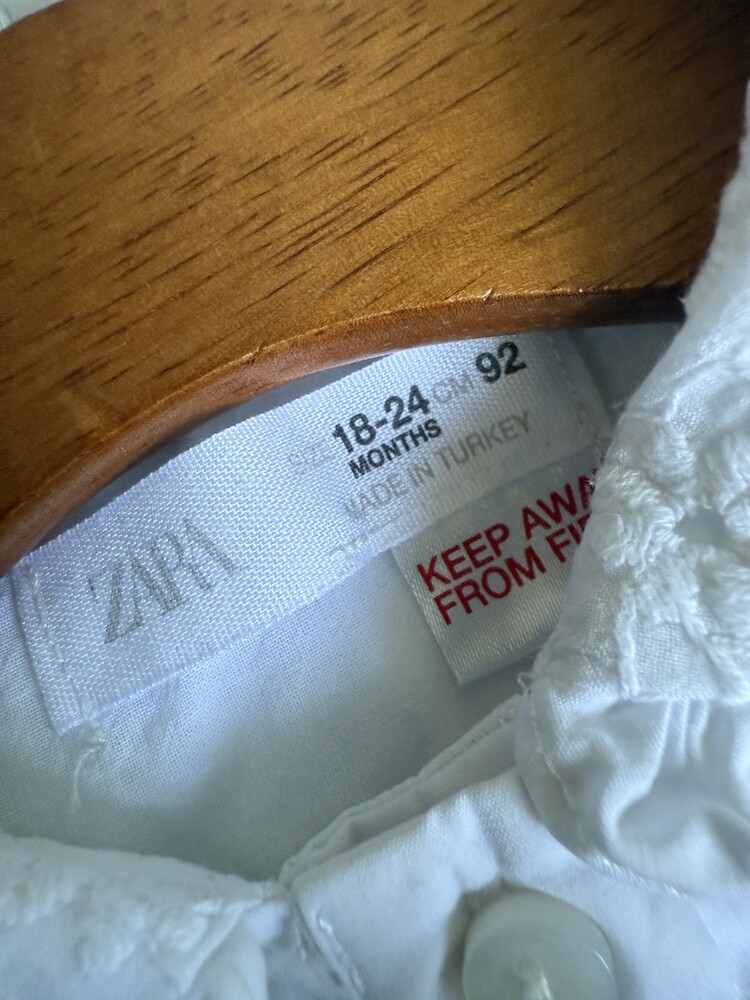 ZARA
SIZE 18-24 CM 92
MONTHS
MADE IN TURKEY
KEEP AWA
FROM FI